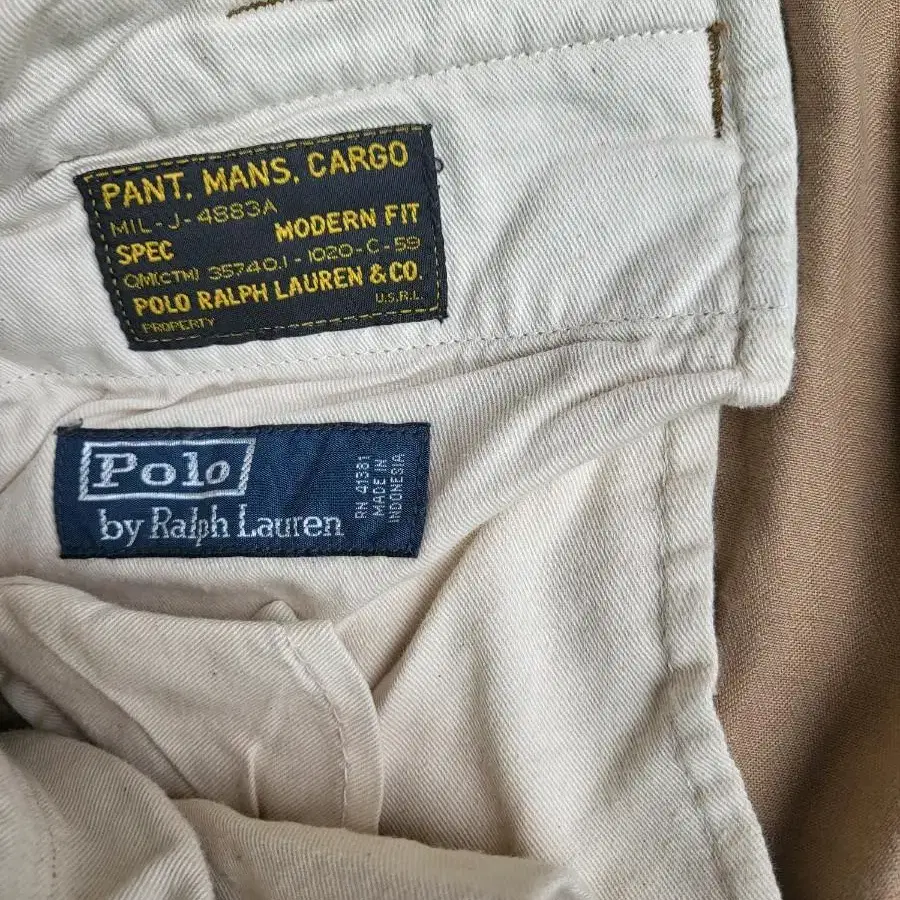 PANT. MANS. CARGO
MIL-J-4883A
SPEC MODERN FIT
QM(CTM) 35740.1-1020-C-59
POLO RALPH LAUREN & CO.
PROPERTY U.S.R.L.
Polo
by Ralph Lauren
RN 41381
MADE IN
INDONESIA